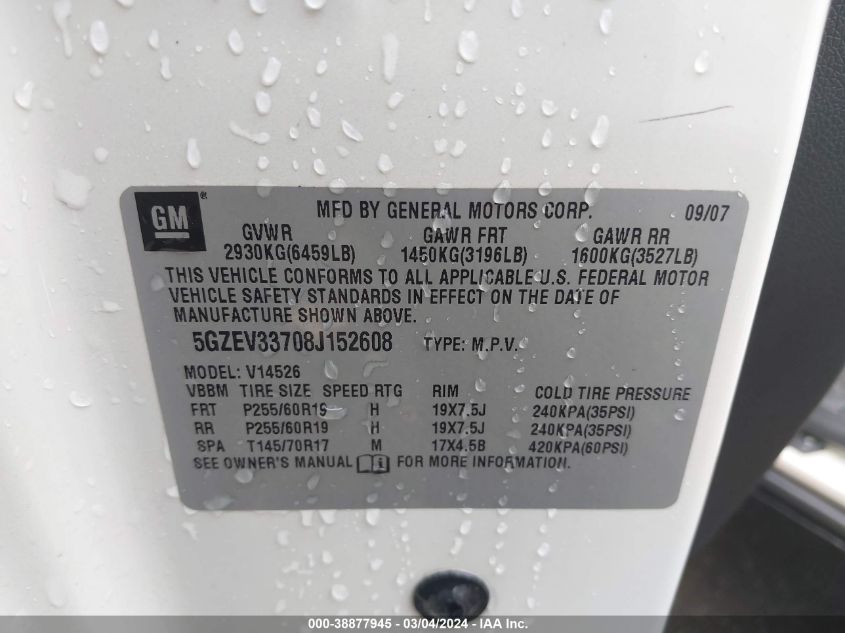 GM®
MFD BY GENERAL MOTORS CORP. 09/07
GVWR GAWR FRT GAWR RR
2930KG(6459LB) 1450KG(3196LB) 1600KG(3527LB)
THIS VEHICLE CONFORMS TO ALL APPLICABLE U.S. FEDERAL MOTOR
VEHICLE SAFETY STANDARDS IN EFFECT ON THE DATE OF
MANUFACTURE SHOWN ABOVE.
5GZEV33708J152608 TYPE: M.P.V.
MODEL: V14526
VBBM TIRE SIZE SPEED RTG RIM COLD TIRE PRESSURE
FRT P255/60R19 H 19X7.5J 240KPA(35PSI)
RR P255/60R19 H 19X7.5J 240KPA(35PSI)
SPA T145/70R17 M 17X4.5B 420KPA(60PSI)
SEE OWNER'S MANUAL FOR MORE INFORMATION.
000-38877945 - 03/04/2024 - IAA Inc.